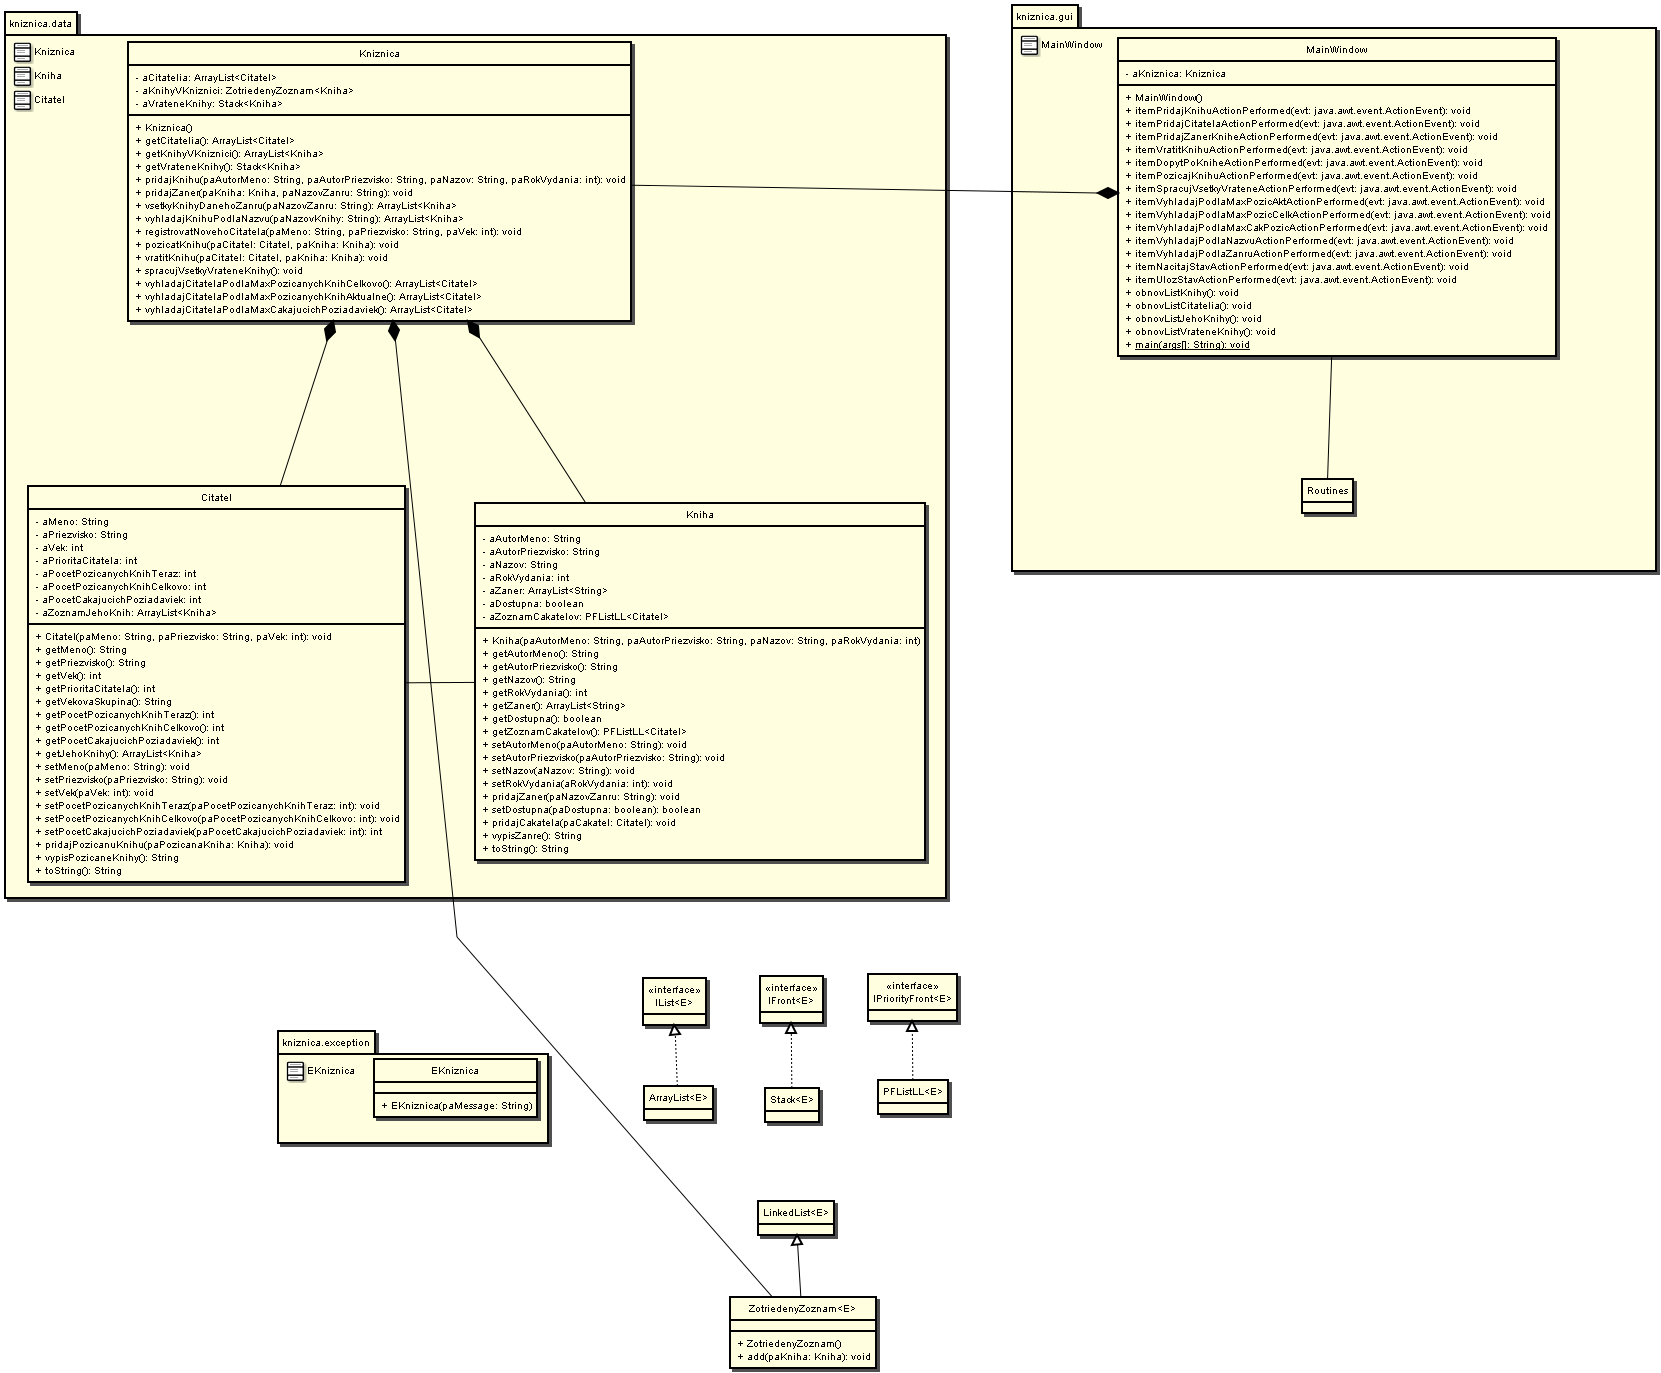 kniznica.data
Kniznica
Kniha
Citatel
Kniznica
- aCitatelia: ArrayList<Citatel>
- aKnihyVKniznici: ZotriedenyZoznam<Kniha>
- aVrateneKnihy: Stack<Kniha>
+ Kniznica()
+ getCitatelia(): ArrayList<Citatel>
+ getKnihyVKniznici(): ArrayList<Kniha>
+ getVrateneKnihy(): Stack<Kniha>
+ pridajKnihu(paAutorMeno: String, paAutorPriezvisko: String, paNazov: String, paRokVydania: int): void
+ pridajZaner(paKniha: Kniha, paNazovZanru: String): void
+ vsetkyKnihyDanehoZanru(paNazovZanru: String): ArrayList<Kniha>
+ vyhladajKnihuPodlaNazvu(paNazovKnihy: String): ArrayList<Kniha>
+ registrovatNovehoCitatela(paMeno: String, paPriezvisko: String, paVek: int): void
+ pozicatKnihu(paCitatel: Citatel, paKniha: Kniha): void
+ vratitKnihu(paCitatel: Citatel, paKniha: Kniha): void
+ spracujVsetkyVrateneKnihy(): void
+ vyhladajCitatelaPodlaMaxPozicanychKnihCelkovo(): ArrayList<Citatel>
+ vyhladajCitatelaPodlaMaxPozicanychKnihAktualne(): ArrayList<Citatel>
+ vyhladajCitatelaPodlaMaxCakajucichPoziadaviek(): ArrayList<Citatel>
kniznica.gui
MainWindow
MainWindow
- aKniznica: Kniznica
+ MainWindow()
+ itemPridajKnihuActionPerformed(evt: java.awt.event.ActionEvent): void
+ itemPridajCitatelaActionPerformed(evt: java.awt.event.ActionEvent): void
+ itemPridajZanerKniheActionPerformed(evt: java.awt.event.ActionEvent): void
+ itemVratitKnihuActionPerformed(evt: java.awt.event.ActionEvent): void
+ itemDopytPoKniheActionPerformed(evt: java.awt.event.ActionEvent): void
+ itemPozicajKnihuActionPerformed(evt: java.awt.event.ActionEvent): void
+ itemSpracujVsetkyVrateneActionPerformed(evt: java.awt.event.ActionEvent): void
+ itemVyhladajPodlaMaxPozicAktActionPerformed(evt: java.awt.event.ActionEvent): void
+ itemVyhladajPodlaMaxPozicCelkActionPerformed(evt: java.awt.event.ActionEvent): void
+ itemVyhladajPodlaMaxCakPozicActionPerformed(evt: java.awt.event.ActionEvent): void
+ itemVyhladajPodlaNazvuActionPerformed(evt: java.awt.event.ActionEvent): void
+ itemVyhladajPodlaZanruActionPerformed(evt: java.awt.event.ActionEvent): void
+ itemNacitajStavActionPerformed(evt: java.awt.event.ActionEvent): void
+ itemUlozStavActionPerformed(evt: java.awt.event.ActionEvent): void
+ obnovListKnihy(): void
+ obnovListCitatelia(): void
+ obnovListJehoKnihy(): void
+ obnovListVrateneKnihy(): void
+ main(args[]: String): void
Routines
Citatel
- aMeno: String
- aPriezvisko: String
- aVek: int
- aPrioritaCitatela: int
- aPocetPozicanychKnihTeraz: int
- aPocetPozicanychKnihCelkovo: int
- aPocetCakajucichPoziadaviek: int
- aZoznamJehoKnih: ArrayList<Kniha>
+ Citatel(paMeno: String, paPriezvisko: String, paVek: int): void
+ getMeno(): String
+ getPriezvisko(): String
+ getVek(): int
+ getPrioritaCitatela(): int
+ getVekovaSkupina(): String
+ getPocetPozicanychKnihTeraz(): int
+ getPocetPozicanychKnihCelkovo(): int
+ getPocetCakajucichPoziadaviek(): int
+ getJehoKnihy(): ArrayList<Kniha>
+ setMeno(paMeno: String): void
+ setPriezvisko(paPriezvisko: String): void
+ setVek(paVek: int): void
+ setPocetPozicanychKnihTeraz(paPocetPozicanychKnihTeraz: int): void
+ setPocetPozicanychKnihCelkovo(paPocetPozicanychKnihCelkovo: int): void
+ setPocetCakajucichPoziadaviek(paPocetCakajucichPoziadaviek: int): int
+ pridajPozicanuKnihu(paPozicanaKniha: Kniha): void
+ vypisPozicaneKnihy(): String
+ toString(): String
Kniha
- aAutorMeno: String
- aAutorPriezvisko: String
- aNazov: String
- aRokVydania: int
- aZaner: ArrayList<String>
- aDostupna: boolean
- aZoznamCakatelov: PFListLL<Citatel>
+ Kniha(paAutorMeno: String, paAutorPriezvisko: String, paNazov: String, paRokVydania: int)
+ getAutorMeno(): String
+ getAutorPriezvisko(): String
+ getNazov(): String
+ getRokVydania(): int
+ getZaner(): ArrayList<String>
+ getDostupna(): boolean
+ getZoznamCakatelov(): PFListLL<Citatel>
+ setAutorMeno(paAutorMeno: String): void
+ setAutorPriezvisko(paAutorPriezvisko: String): void
+ setNazov(aNazov: String): void
+ setRokVydania(aRokVydania: int): void
+ pridajZaner(paNazovZanru: String): void
+ setDostupna(paDostupna: boolean): boolean
+ pridajCakatela(paCakatel: Citatel): void
+ vypisZanre(): String
+ toString(): String
«interface»
IList<E>
«interface»
IFront<E>
«interface»
IPriorityFront<E>
ArrayList<E>
Stack<E>
PFListLL<E>
kniznica.exception
EKniznica
EKniznica
+ EKniznica(paMessage: String)
LinkedList<E>
ZotriedenyZoznam<E>
+ ZotriedenyZoznam()
+ add(paKniha: Kniha): void